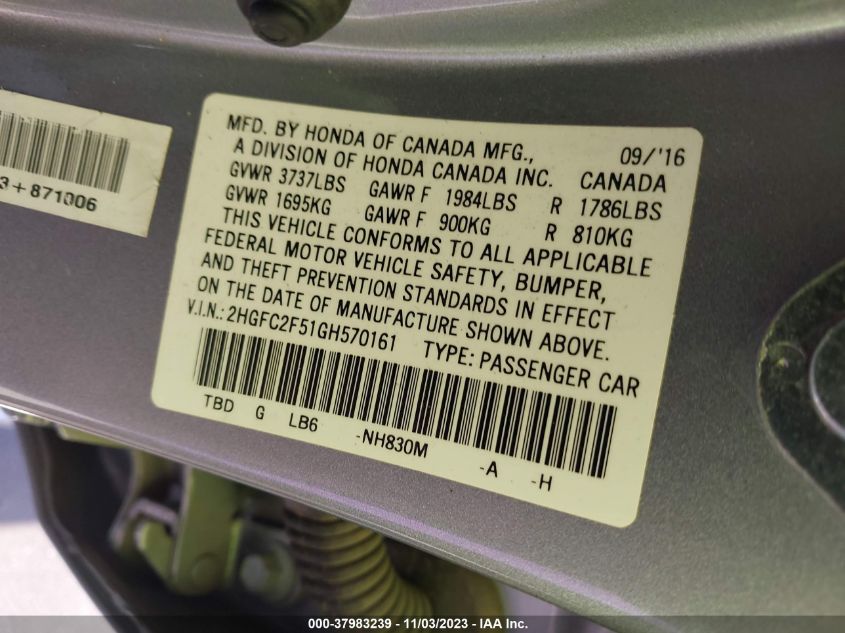 3+871006
MFD. BY HONDA OF CANADA MFG., 09/'16
A DIVISION OF HONDA CANADA INC. CANADA
GVWR 3737LBS GAWR F 1984LBS R 1786LBS
GVWR 1695KG GAWR F 900KG R 810KG
THIS VEHICLE CONFORMS TO ALL APPLICABLE
FEDERAL MOTOR VEHICLE SAFETY, BUMPER,
AND THEFT PREVENTION STANDARDS IN EFFECT
ON THE DATE OF MANUFACTURE SHOWN ABOVE.
V.I.N.: 2HGFC2F51GH570161 TYPE: PASSENGER CAR
TBD G LB6 -NH830M -A -H
000-37983239 - 11/03/2023 - IAA Inc.